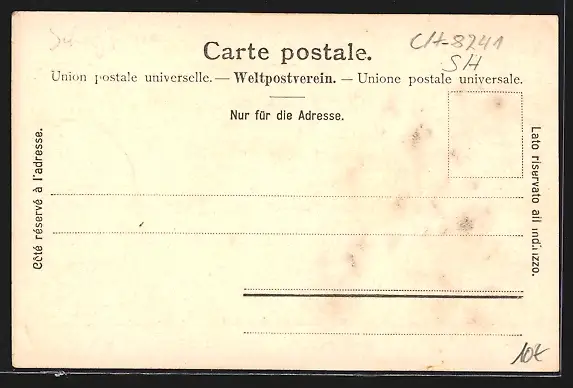 CH-8241
SH
Carte postale.
Union postale universelle. — Weltpostverein. — Unione postale universale.
Nur für die Adresse.
Côté réservé à l'adresse.
Lato riservato all indirizzo.